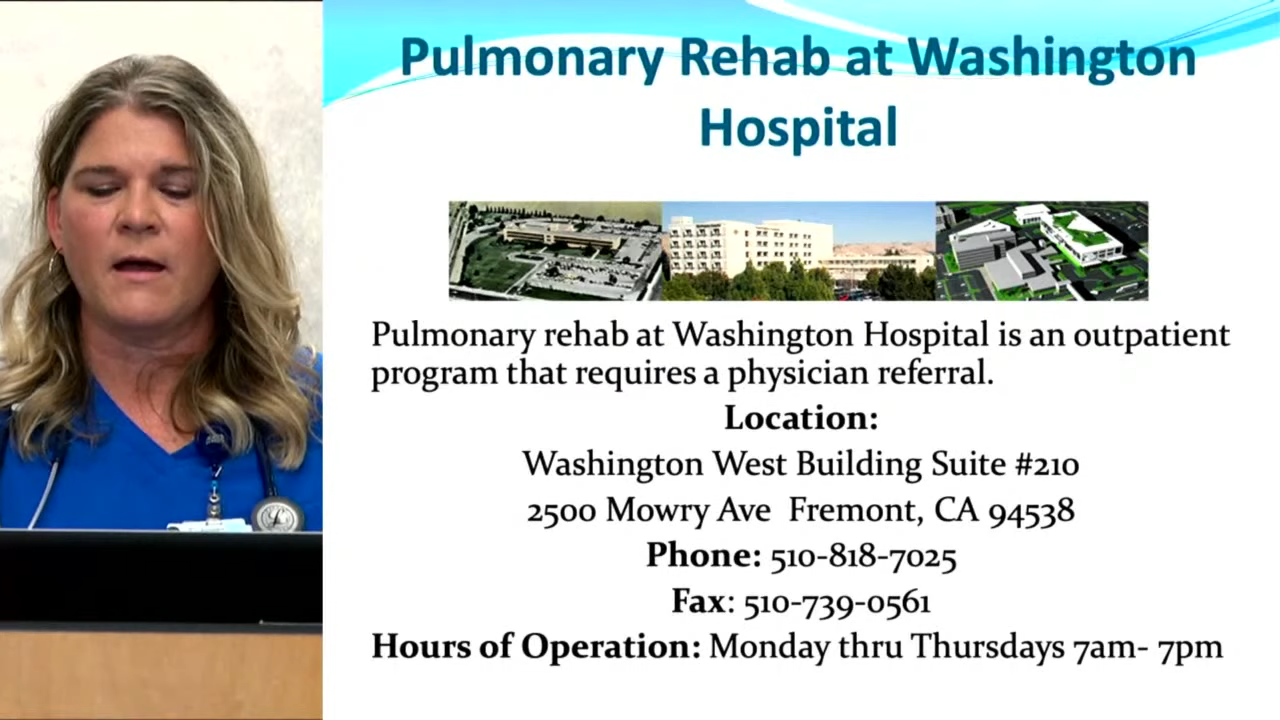 Pulmonary Rehab at Washington
Hospital
Pulmonary rehab at Washington Hospital is an outpatient
program that requires a physician referral.
Location:
Washington West Building Suite #210
2500 Mowry Ave  Fremont, CA 94538
Phone: 510-818-7025
Fax: 510-739-0561
Hours of Operation: Monday thru Thursdays 7am- 7pm